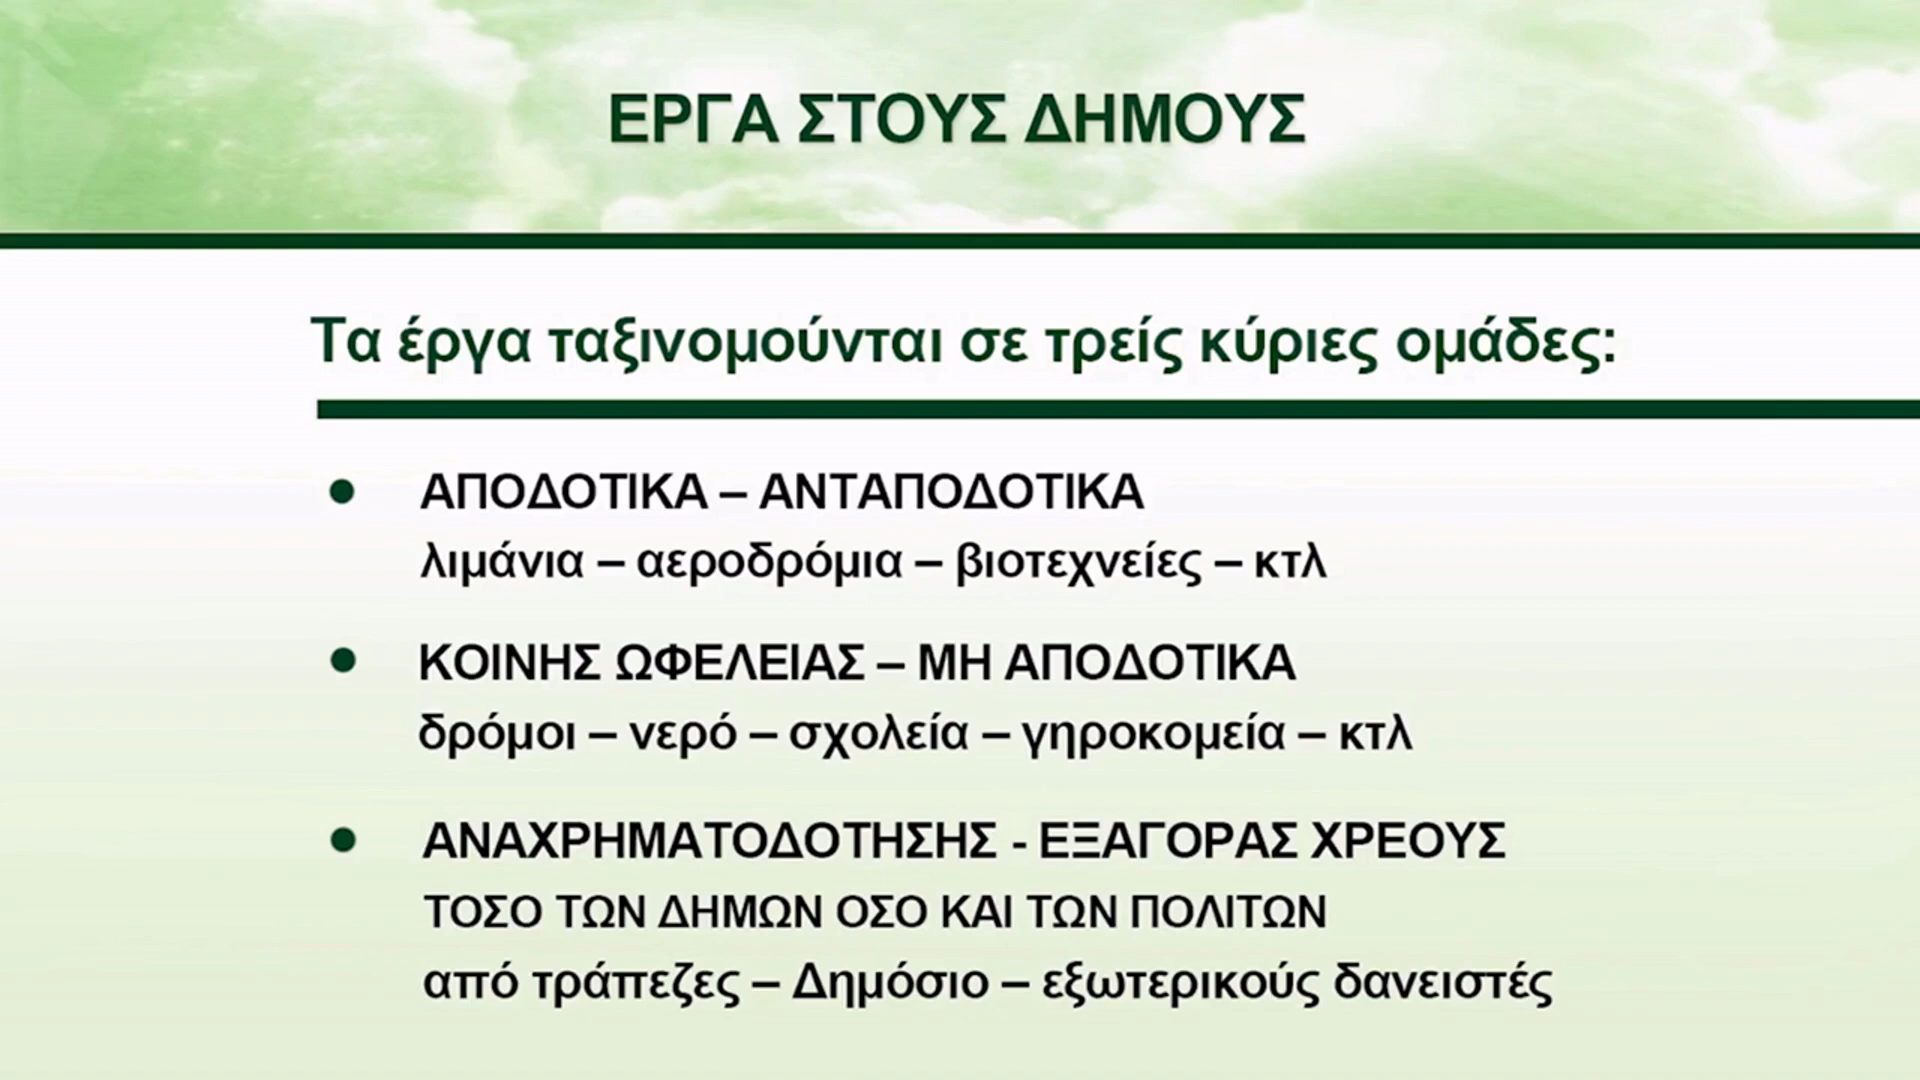 ΕΡΓΑ ΣΤΟΥΣ ΔΗΜΟΥΣ
Τα έργα ταξινομούνται σε τρείς κύριες ομάδες:
• ΑΠΟΔΟΤΙΚΑ – ΑΝΤΑΠΟΔΟΤΙΚΑ
λιμάνια – αεροδρόμια – βιοτεχνείες – κτλ
• ΚΟΙΝΗΣ ΩΦΕΛΕΙΑΣ – ΜΗ ΑΠΟΔΟΤΙΚΑ
δρόμοι – νερό – σχολεία – γηροκομεία – κτλ
• ΑΝΑΧΡΗΜΑΤΟΔΟΤΗΣΗΣ - ΕΞΑΓΟΡΑΣ ΧΡΕΟΥΣ
ΤΟΣΟ ΤΩΝ ΔΗΜΩΝ ΟΣΟ ΚΑΙ ΤΩΝ ΠΟΛΙΤΩΝ
από τράπεζες – Δημόσιο – εξωτερικούς δανειστές